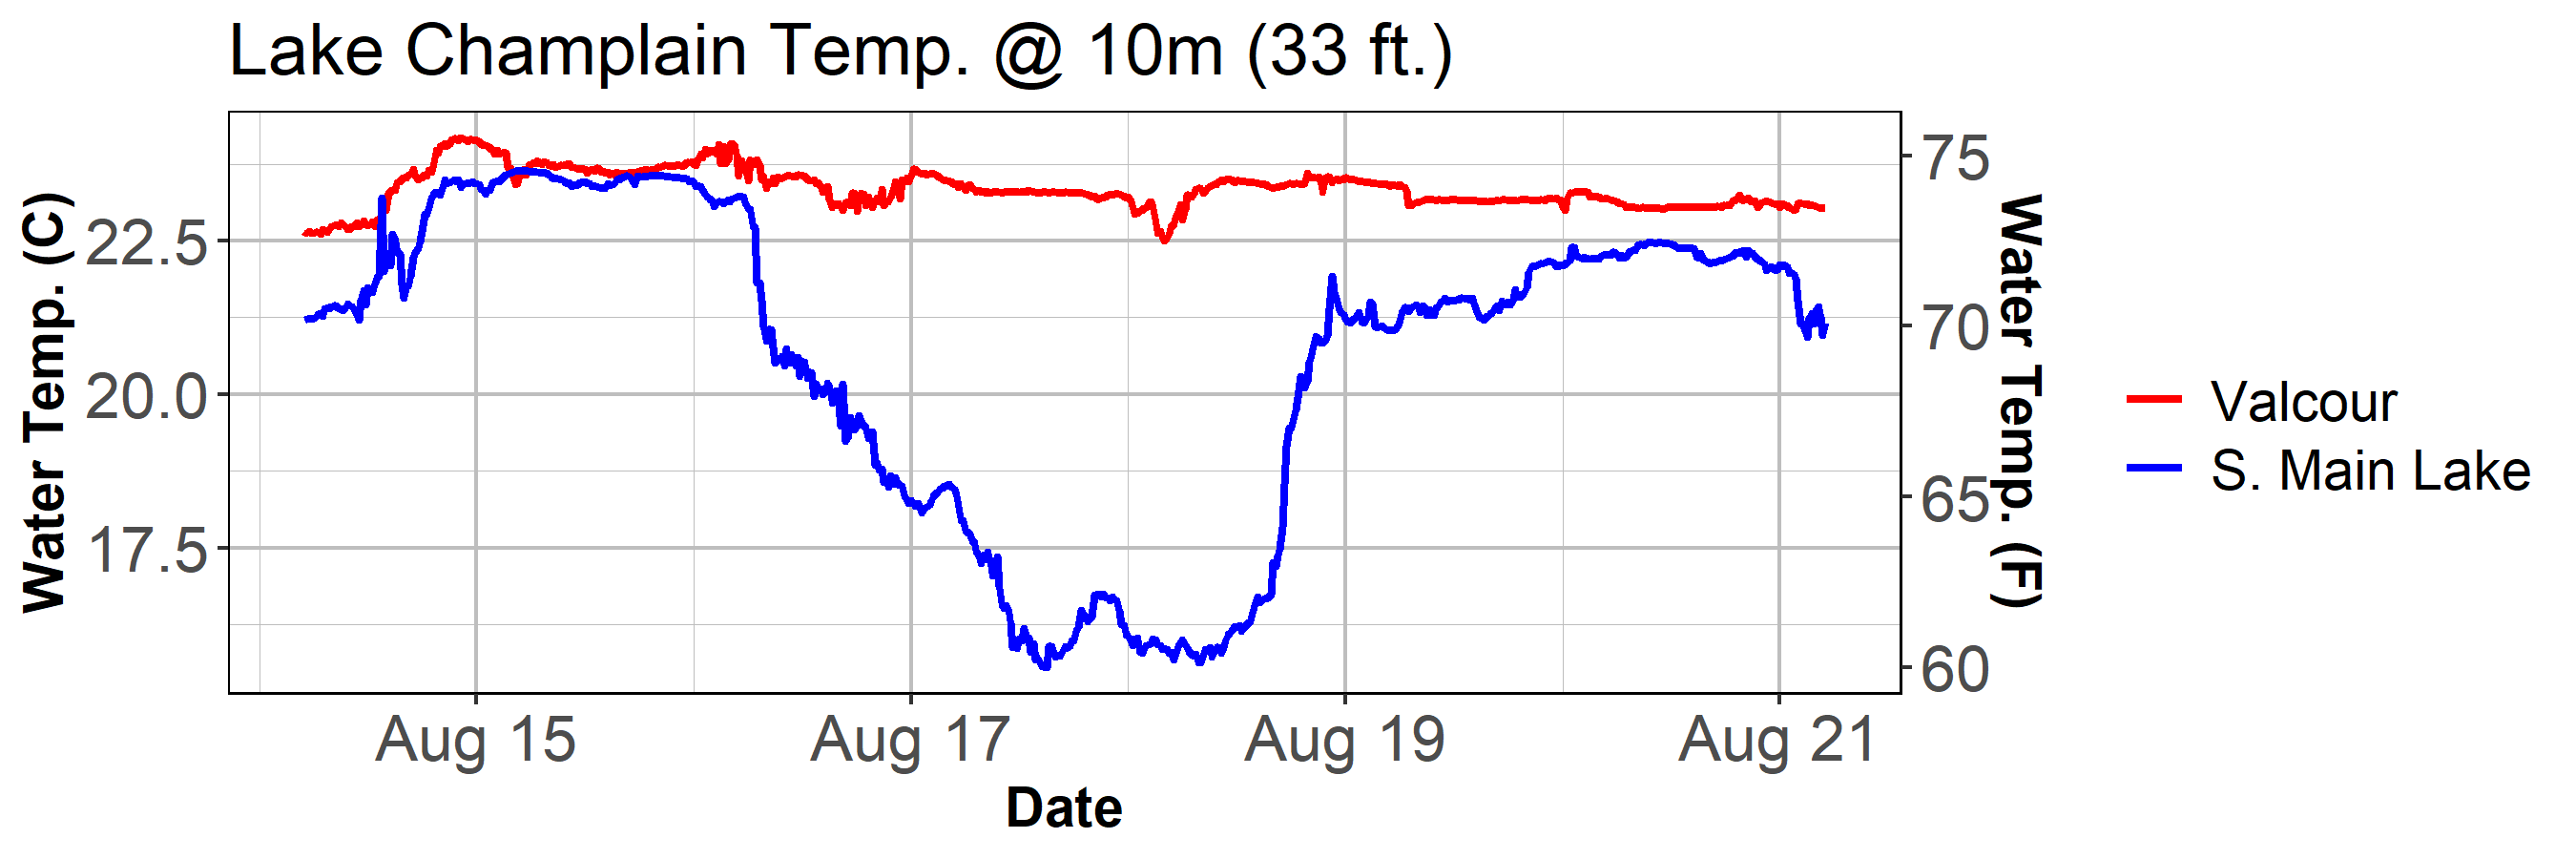 Lake Champlain Temp. @ 10m (33 ft.)
Water Temp. (C)
22.5
20.0
17.5
75
70
65
60
Water Temp. (F)
Aug 15
Aug 17
Aug 19
Aug 21
Date
Valcour
S. Main Lake